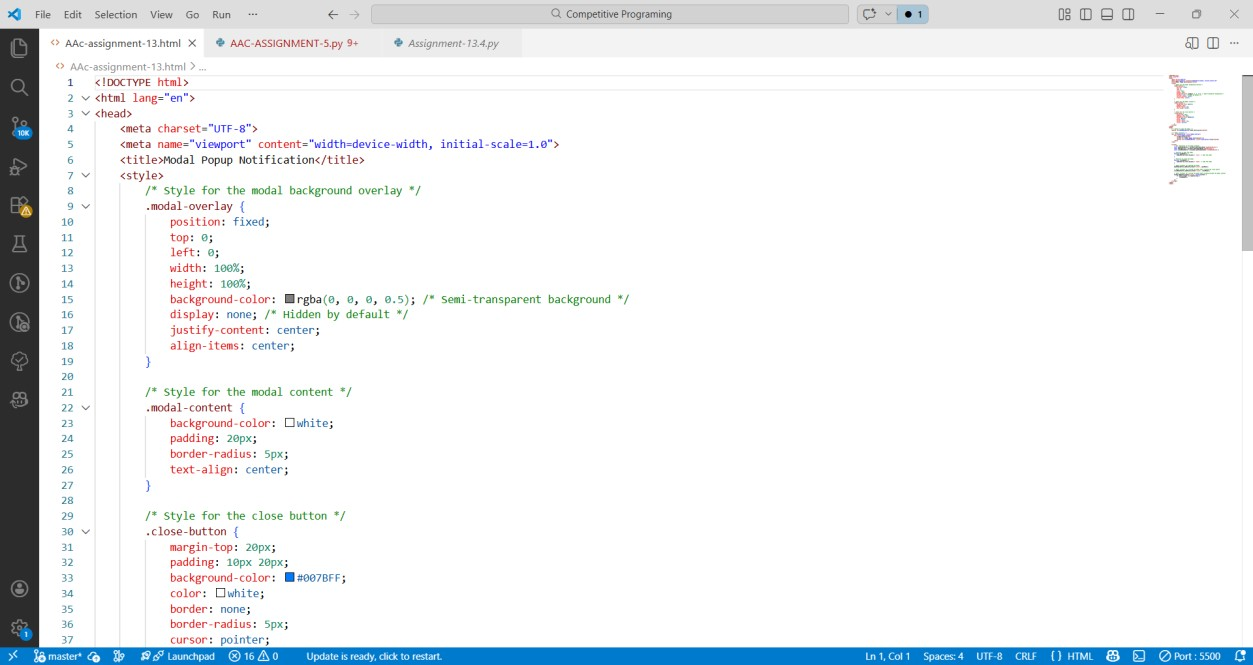 File Edit Selection View Go Run ···
Competitive Programing
1
AAc-assignment-13.html
AAC-ASSIGNMENT-5.py 9+
Assignment-13.4.py
AAc-assignment-13.html > ...
1 <!DOCTYPE html>
2 <html lang="en">
3 <head>
4 <meta charset="UTF-8">
5 <meta name="viewport" content="width=device-width, initial-scale=1.0">
6 <title>Modal Popup Notification</title>
7 <style>
8 /* Style for the modal background overlay */
9 .modal-overlay {
10 position: fixed;
11 top: 0;
12 left: 0;
13 width: 100%;
14 height: 100%;
15 background-color: rgba(0, 0, 0, 0.5); /* Semi-transparent background */
16 display: none; /* Hidden by default */
17 justify-content: center;
18 align-items: center;
19 }
20
21 /* Style for the modal content */
22 .modal-content {
23 background-color: white;
24 padding: 20px;
25 border-radius: 5px;
26 text-align: center;
27 }
28
29 /* Style for the close button */
30 .close-button {
31 margin-top: 20px;
32 padding: 10px 20px;
33 background-color: #007BFF;
34 color: white;
35 border: none;
36 border-radius: 5px;
37 cursor: pointer;
10K
1
master* Launchpad 16 0 Update is ready, click to restart. Ln 1, Col 1 Spaces: 4 UTF-8 CRLF {} HTML Port : 5500